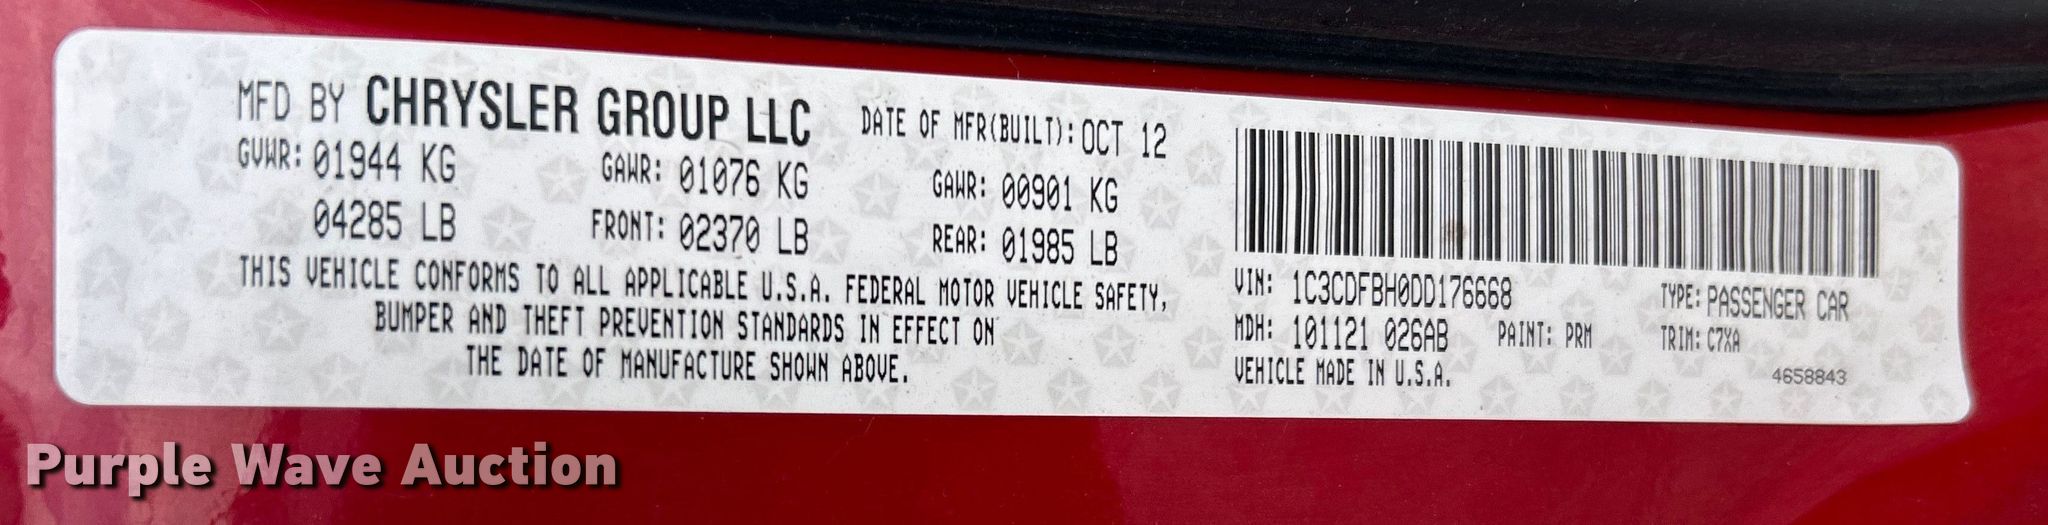 MFD BY CHRYSLER GROUP LLC DATE OF MFR(BUILT): OCT 12
GVWR: 01944 KG GAWR: 01076 KG GAWR: 00901 KG
04285 LB FRONT: 02370 LB REAR: 01985 LB
THIS VEHICLE CONFORMS TO ALL APPLICABLE U.S.A. FEDERAL MOTOR VEHICLE SAFETY,
BUMPER AND THEFT PREVENTION STANDARDS IN EFFECT ON
THE DATE OF MANUFACTURE SHOWN ABOVE.
VIN: 1C3CDFBH0DD176668 TYPE: PASSENGER CAR
MDH: 101121 026AB PAINT: PRM TRIM: C7XA
VEHICLE MADE IN U.S.A. 4658843
Purple Wave Auction